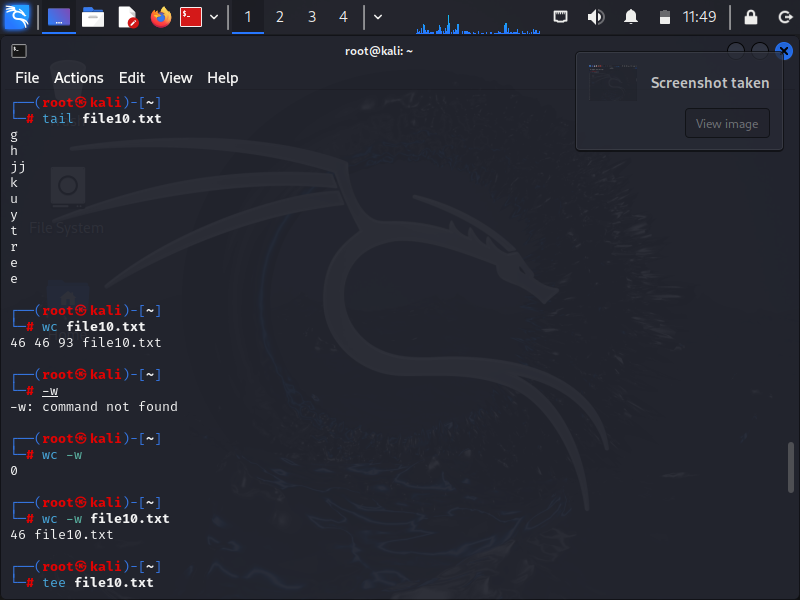 1 2 3 4 11:49
root@kali: ~
File Actions Edit View Help
Screenshot taken
View image
File System
┌──(root㉿kali)-[~]
└─# tail file10.txt
g
h
jj
k
u
y
t
r
e
e
┌──(root㉿kali)-[~]
└─# wc file10.txt
46 46 93 file10.txt
┌──(root㉿kali)-[~]
└─# -w
-w: command not found
┌──(root㉿kali)-[~]
└─# wc -w
0
┌──(root㉿kali)-[~]
└─# wc -w file10.txt
46 file10.txt
┌──(root㉿kali)-[~]
└─# tee file10.txt